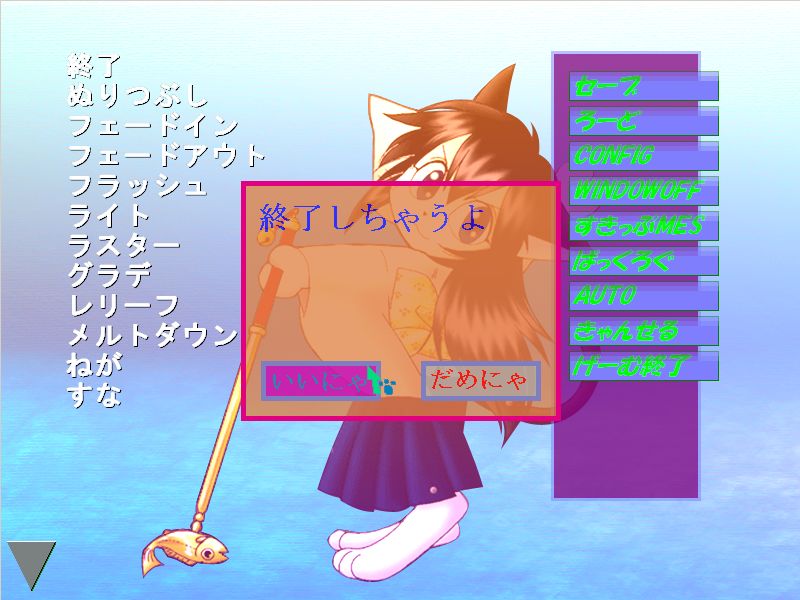 終了
ぬりつぶし
フェードイン
フェードアウト
フラッシュ
ライト
ラスター
グラデ
レリーフ
メルトダウン
ねが
すな
終了しちゃうよ
いいにゃ
だめにゃ
セーブ
ろーど
CONFIG
WINDOWOFF
すきっぷMES
ばっくろぐ
AUTO
きゃんせる
げーむ終了